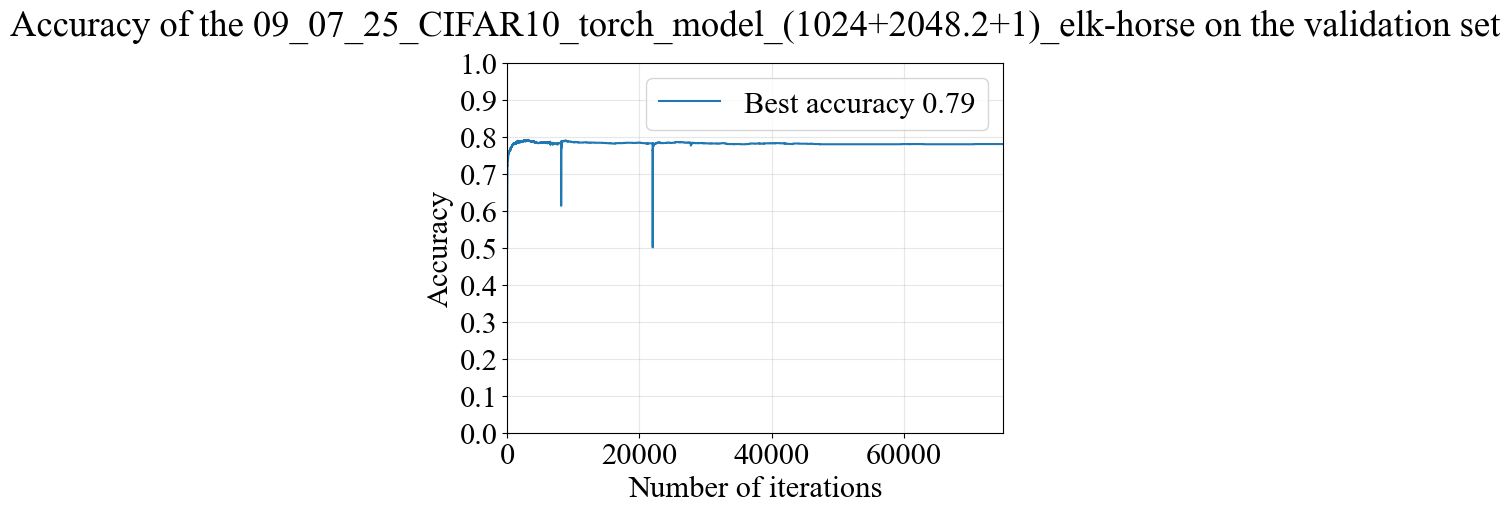 Accuracy of the 09_07_25_CIFAR10_torch_model_(1024+2048.2+1)_elk-horse on the validation set
Best accuracy 0.79
Accuracy
1.0
0.9
0.8
0.7
0.6
0.5
0.4
0.3
0.2
0.1
0.0
0 20000 40000 60000
Number of iterations